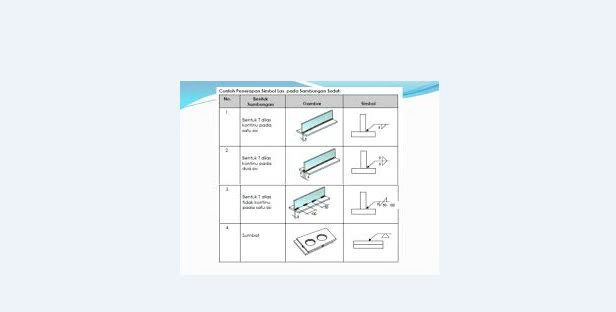 Contoh Penerapan Simbol Las pada Sambungan Sudut
No. Bentuk Sambungan Gambar Simbol
1
Bentuk T dilas
kontinu pada
satu sisi
2
Bentuk T dilas
kontinu pada
dua sisi
3
Bentuk T dilas
tidak kontinu
pada satu sisi
4
Sumbat